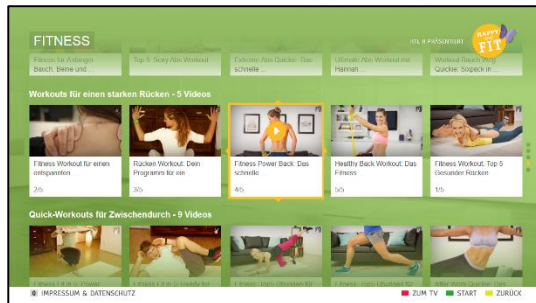 FITNESS
RTL II PRÄSENTIERT
HAPPY
FIT
Fitness für Anfänger
Bauch, Beine und ...
Top 5 Sexy Abs Workout
Extreme Abs Quickie: Das
schnelle ...
Ultimate Abs Workout mit
Hannah ...
Workout Touch Weg
Quickie: Sixpack in ...
Workouts für einen starken Rücken - 5 Videos
Fitness Workout für einen
entspannten
2/5
Rücken Workout: Dein
Programm für ein
3/5
Fitness Power Back: Das
schnelle
4/5
Healthy Back Workout: Das
Fitness
5/5
Fitness Workout: Top 5
Gesunder Rücken
1/5
Quick-Workouts für Zwischendurch - 9 Videos
IMPRESSUM & DATENSCHUTZ
ZUM TV
START
ZURÜCK